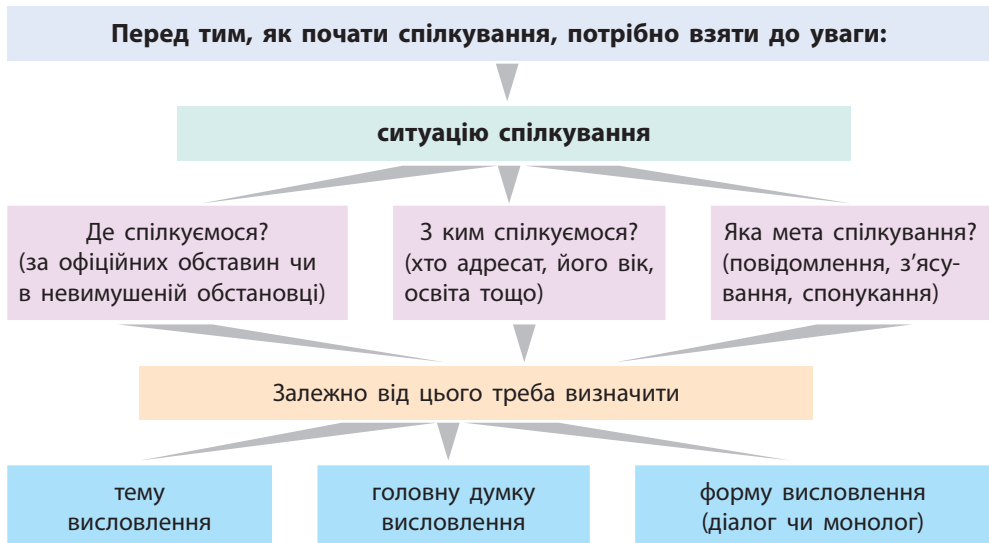 Перед тим, як почати спілкування, потрібно взяти до уваги:
ситуацію спілкування
Де спілкуємося?
(за офіційних обставин чи
в невимушеній обстановці)
З ким спілкуємося?
(хто адресат, його вік,
освіта тощо)
Яка мета спілкування?
(повідомлення, з’ясу-
вання, спонукання)
Залежно від цього треба визначити
тему
висловлення
головну думку
висловлення
форму висловлення
(діалог чи монолог)